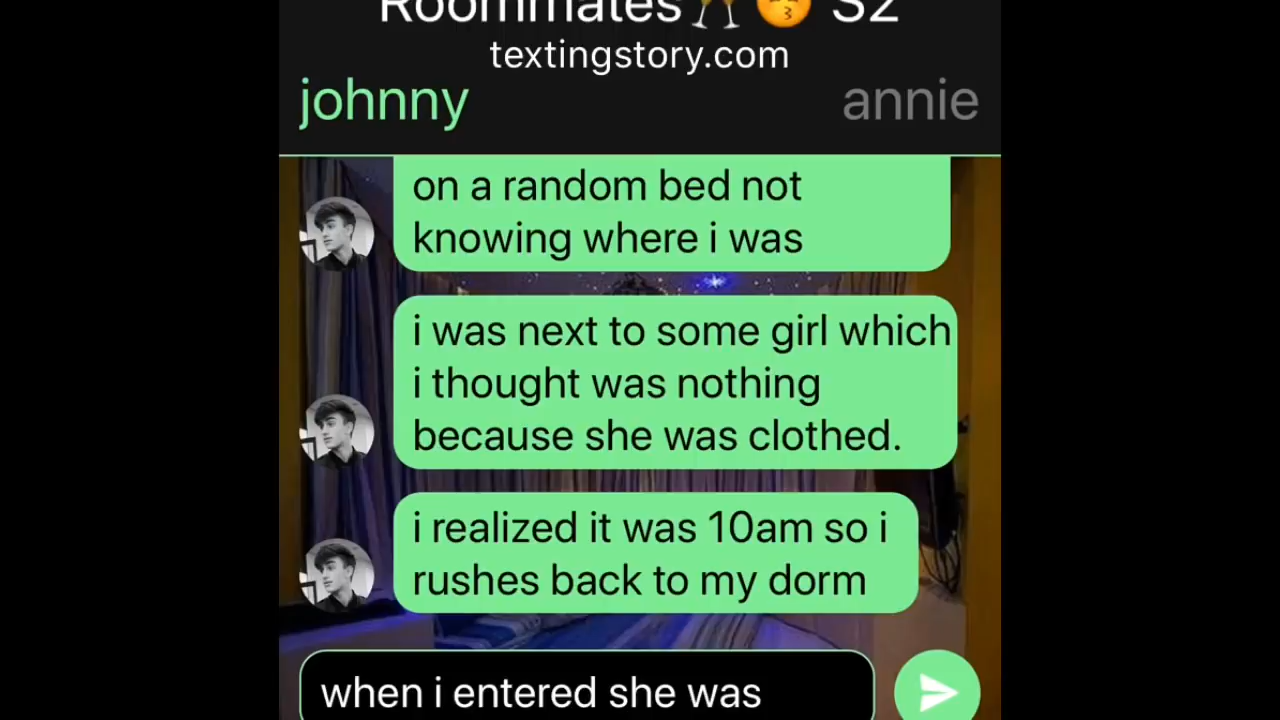 Roommates🥂😚 S2
textingstory.com
johnny
annie
on a random bed not
knowing where i was
i was next to some girl which
i thought was nothing
because she was clothed.
i realized it was 10am so i
rushes back to my dorm
when i entered she was